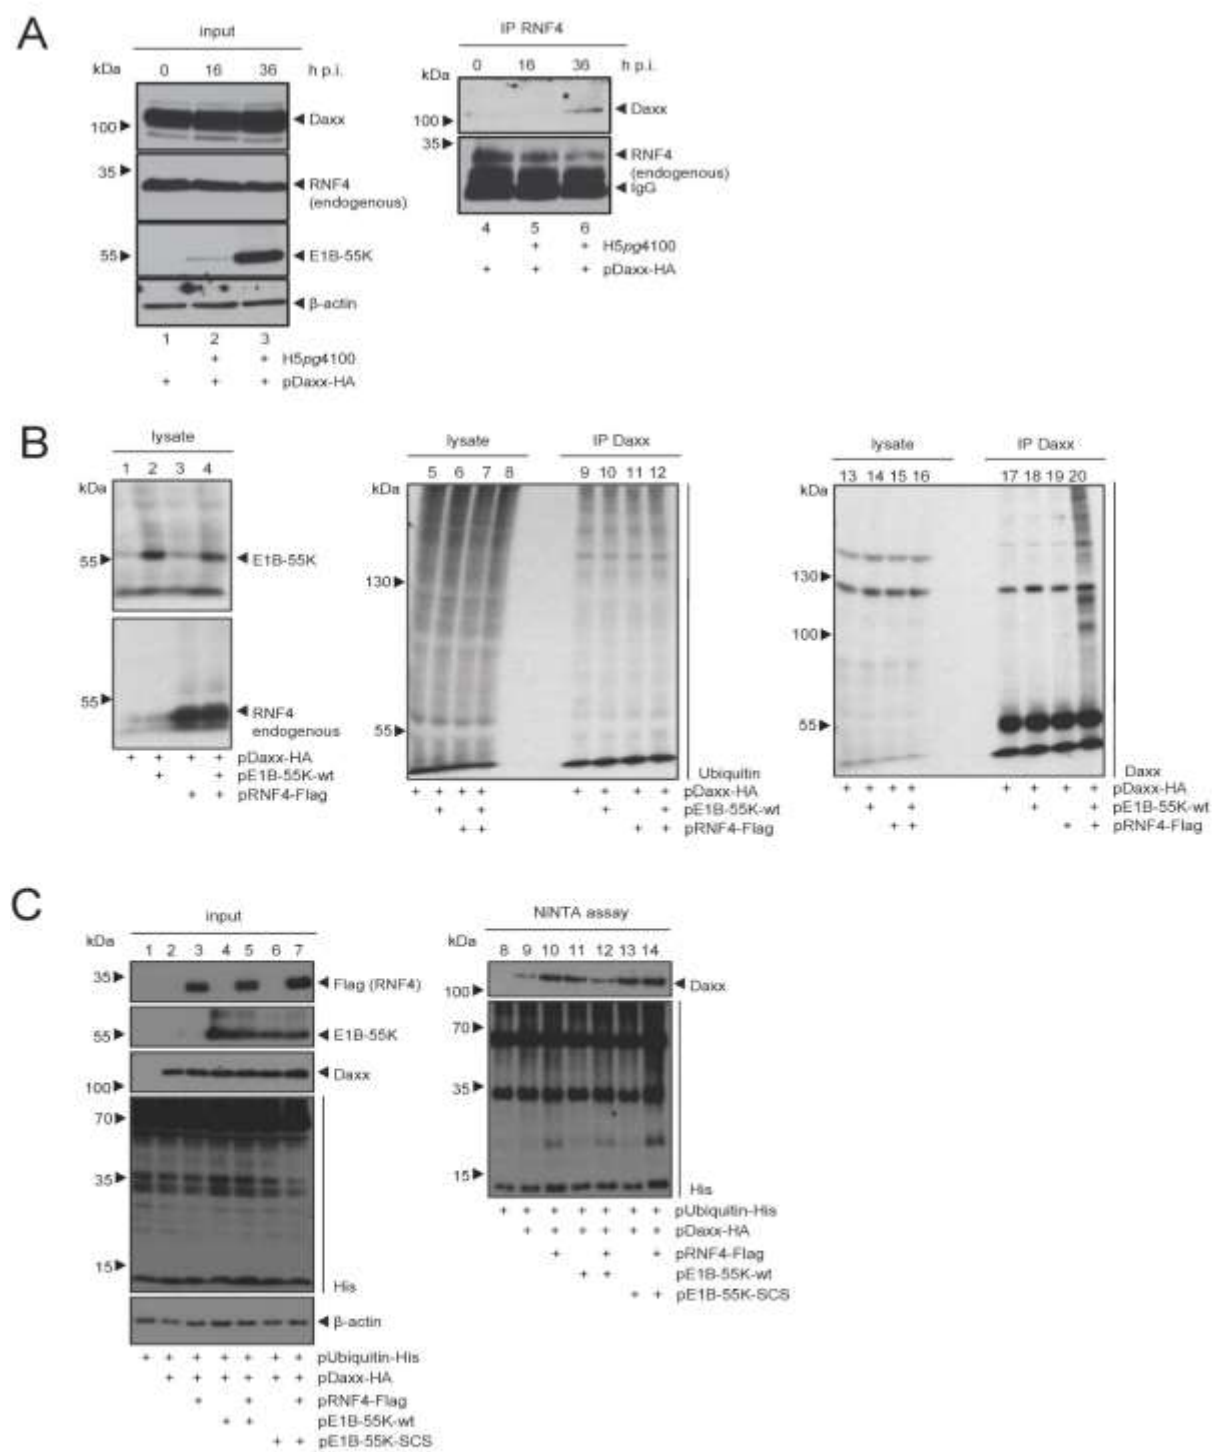 A
input
kDa 0 16 36 h p.i.
100 Daxx
35 RNF4
(endogenous)
55 E1B-55K
β-actin
1 2 3
+ + H5pg4100
+ + + pDaxx-HA
IP RNF4
kDa 0 16 36 h p.i.
100 Daxx
35 RNF4
(endogenous)
IgG
4 5 6
+ + H5pg4100
+ + + pDaxx-HA
B
lysate
1 2 3 4
kDa
55 E1B-55K
55 RNF4
endogenous
+ + + + pDaxx-HA
+ + pE1B-55K-wt
+ + pRNF4-Flag
lysate IP Daxx
5 6 7 8 9 10 11 12
kDa
130
55
Ubiquitin
+ + + + + + + + pDaxx-HA
+ + + + pE1B-55K-wt
+ + + + pRNF4-Flag
lysate IP Daxx
13 14 15 16 17 18 19 20
kDa
130
100
55
Daxx
+ + + + + + + + pDaxx-HA
+ + + + pE1B-55K-wt
+ + + + pRNF4-Flag
C
input
kDa 1 2 3 4 5 6 7
35 Flag (RNF4)
55 E1B-55K
100 Daxx
70
35
15
His
β-actin
+ + + + + + + pUbiquitin-His
+ + + + + + pDaxx-HA
+ + + pRNF4-Flag
+ + pE1B-55K-wt
+ + pE1B-55K-SCS
NiNTA assay
kDa 8 9 10 11 12 13 14
100 Daxx
70
35
15
His
+ + + + + + + pUbiquitin-His
+ + + + + + pDaxx-HA
+ + + pRNF4-Flag
+ + pE1B-55K-wt
+ + pE1B-55K-SCS